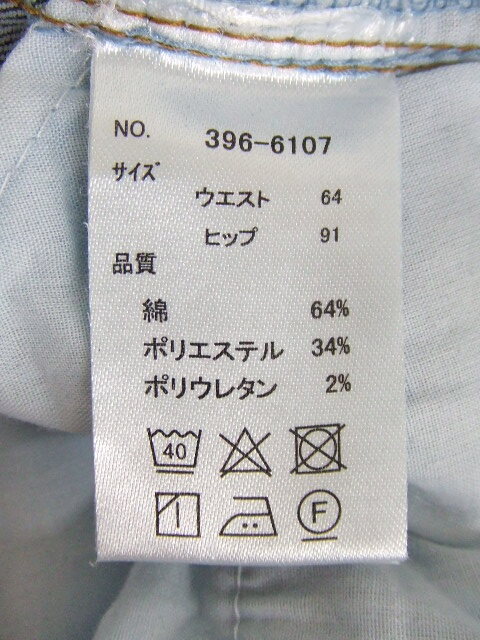 NO. 396-6107
サイズ
ウエスト 64
ヒップ 91
品質
綿 64%
ポリエステル 34%
ポリウレタン 2%
40
F